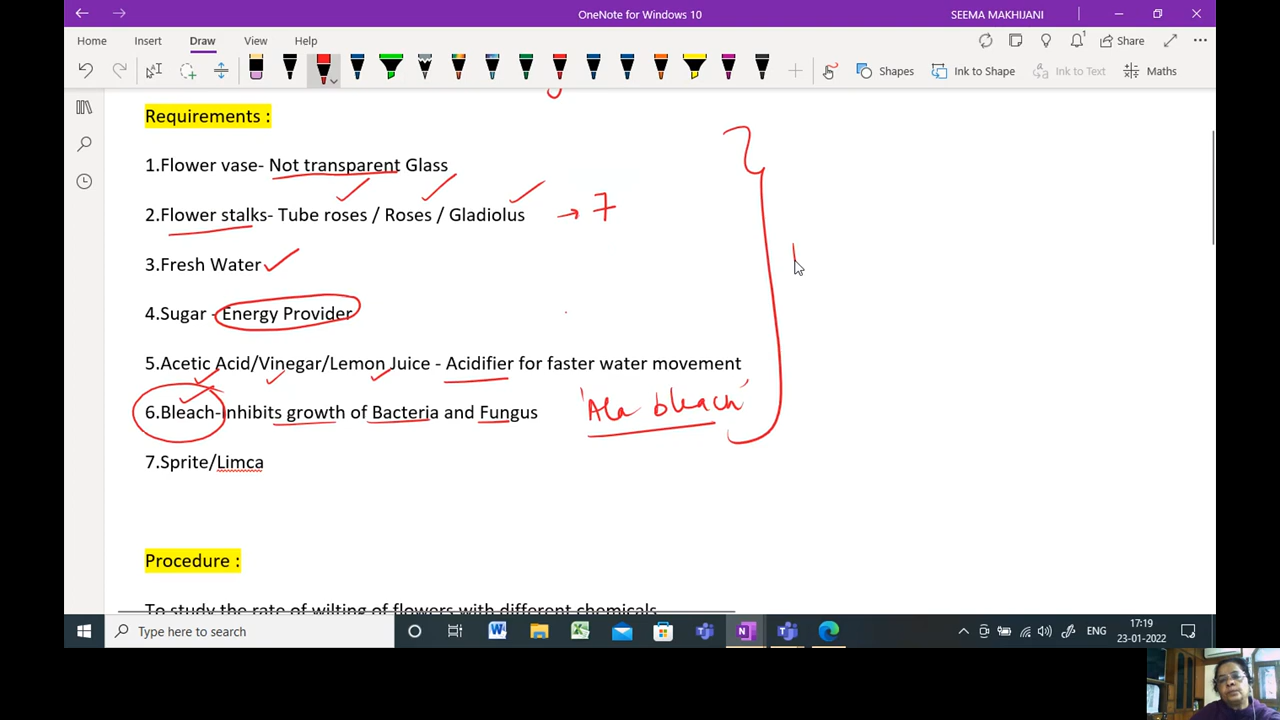 OneNote for Windows 10
SEEMA MAKHIJANI
Home Insert Draw View Help
Share
Shapes Ink to Shape Ink to Text Maths
Requirements :
1.Flower vase- Not transparent Glass
2.Flower stalks- Tube roses / Roses / Gladiolus → 7
3.Fresh Water
4.Sugar - Energy Provider
5.Acetic Acid/Vinegar/Lemon Juice - Acidifier for faster water movement
6.Bleach-inhibits growth of Bacteria and Fungus 'Ala bleach'
7.Sprite/Limca
Procedure :
To study the rate of wilting of flowers with different chemicals
Type here to search
ENG
17:19
23-01-2022